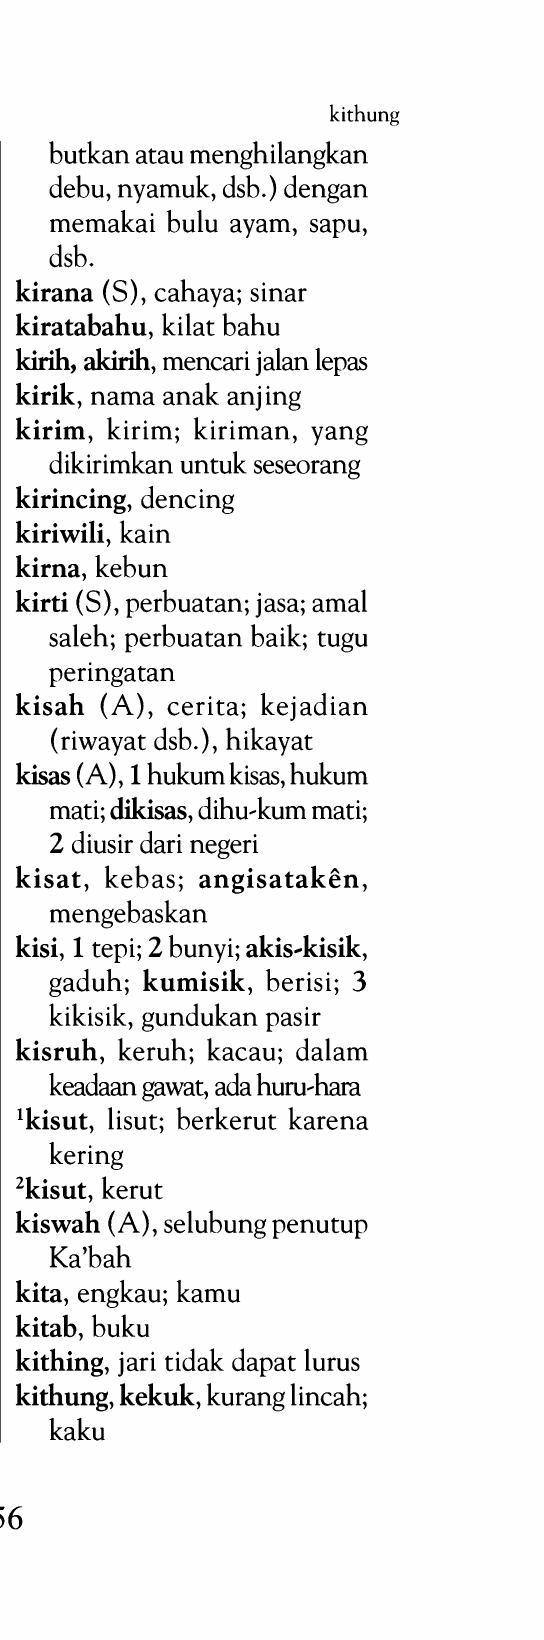 kithung
butkan atau menghilangkan
debu, nyamuk, dsb.) dengan
memakai bulu ayam, sapu,
dsb.
kirana (S), cahaya; sinar
kiratabahu, kilat bahu
kirih, akirih, mencari jalan lepas
kirik, nama anak anjing
kirim, kirim; kiriman, yang
dikirimkan untuk seseorang
kirincing, dencing
kiriwili, kain
kirna, kebun
kirti (S), perbuatan; jasa; amal
saleh; perbuatan baik; tugu
peringatan
kisah (A), cerita; kejadian
(riwayat dsb.), hikayat
kisas (A), 1 hukum kisas, hukum
mati; dikisas, dihu-kum mati;
2 diusir dari negeri
kisat, kebas; angisatakên,
mengebaskan
kisi, 1 tepi; 2 bunyi; akis-kisik,
gaduh; kumisik, berisi; 3
kikisik, gundukan pasir
kisruh, keruh; kacau; dalam
keadaan gawat, ada huru-hara
¹kisut, lisut; berkerut karena
kering
²kisut, kerut
kiswah (A), selubung penutup
Ka'bah
kita, engkau; kamu
kitab, buku
kithing, jari tidak dapat lurus
kithung, kekuk, kurang lincah;
kaku
56